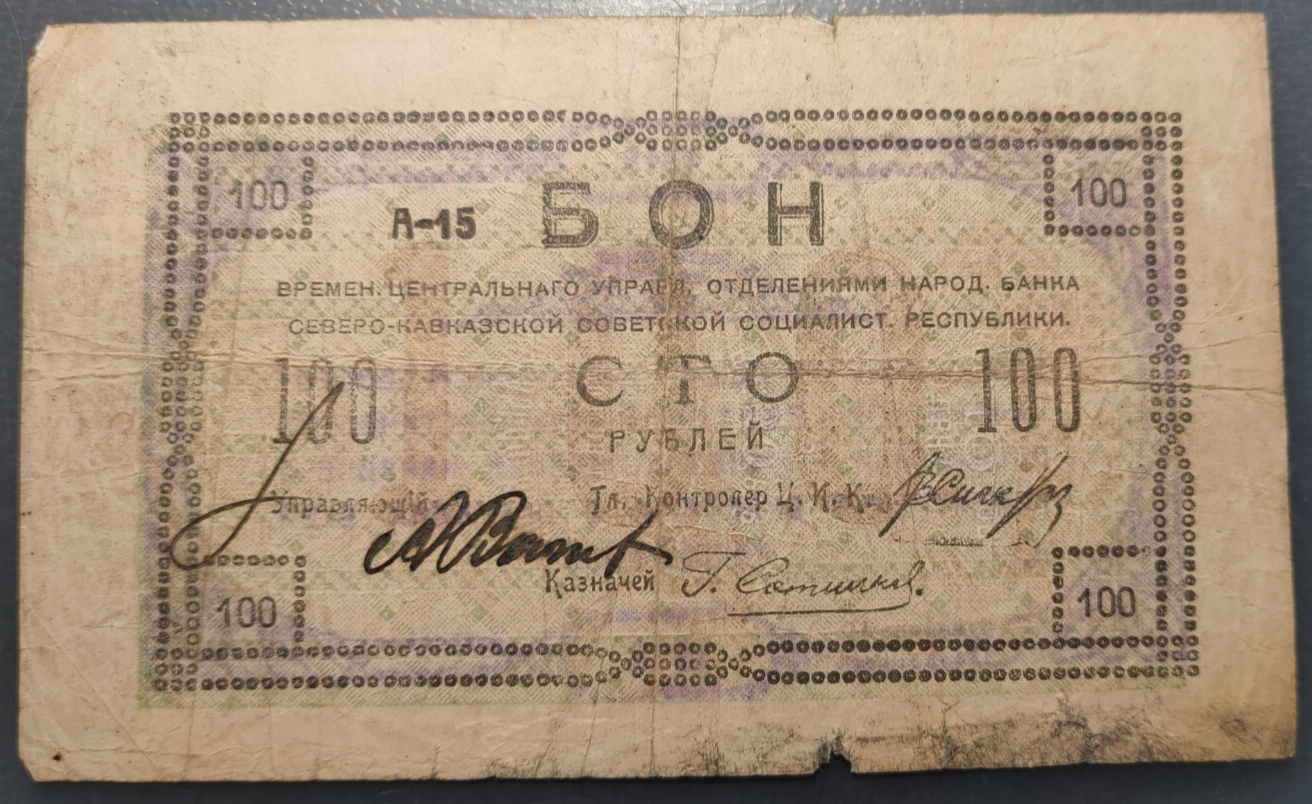 100 100
А-15 БОН
ВРЕМЕН. ЦЕНТРАЛЬНАГО УПРАВЛ. ОТДЕЛЕНИЯМИ НАРОД. БАНКА
СЕВЕРО-КАВКАЗСКОЙ СОВЕТСКОЙ СОЦИАЛИСТ. РЕСПУБЛИКИ.
100 СТО 100
РУБЛЕЙ
Управляющій Гл. Контролер Ц. И. К.
Казначей
100 100